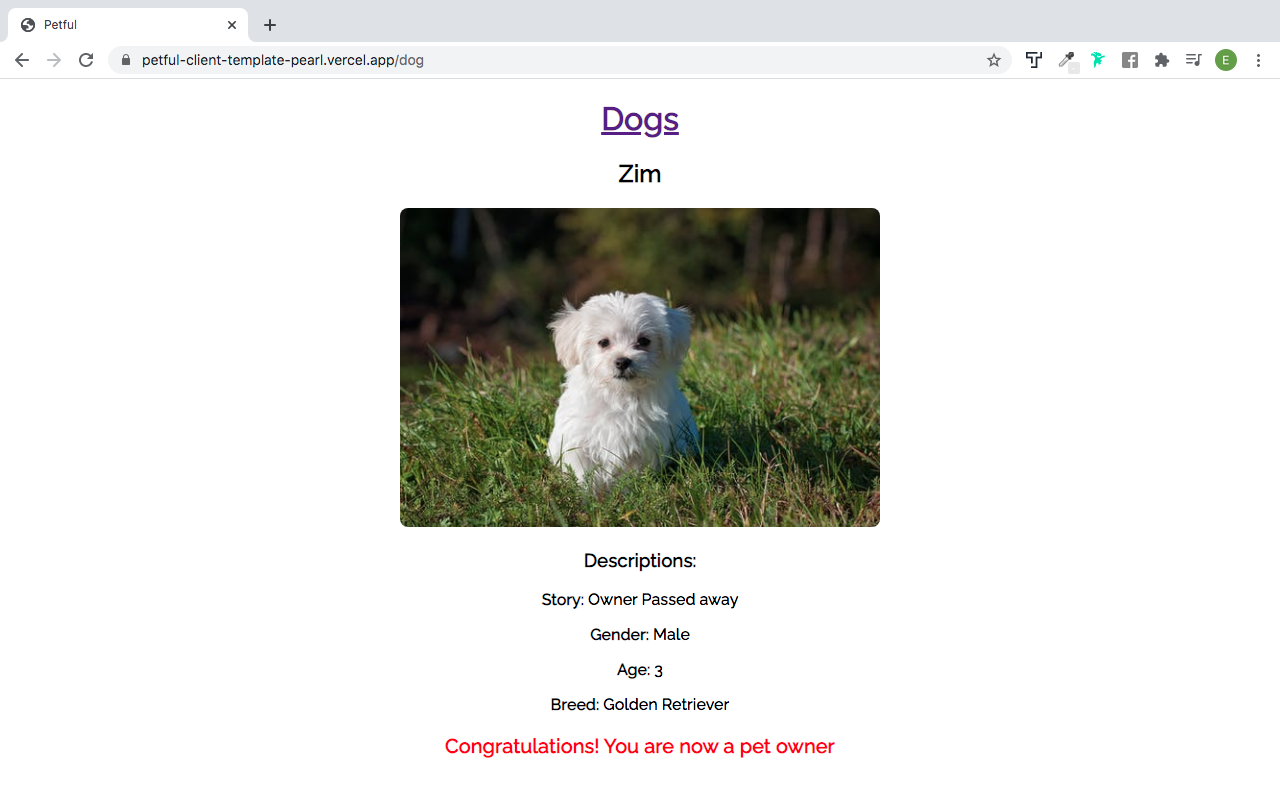 Petful
petful-client-template-pearl.vercel.app/dog
E
Dogs
Zim
Descriptions:
Story: Owner Passed away
Gender: Male
Age: 3
Breed: Golden Retriever
Congratulations! You are now a pet owner